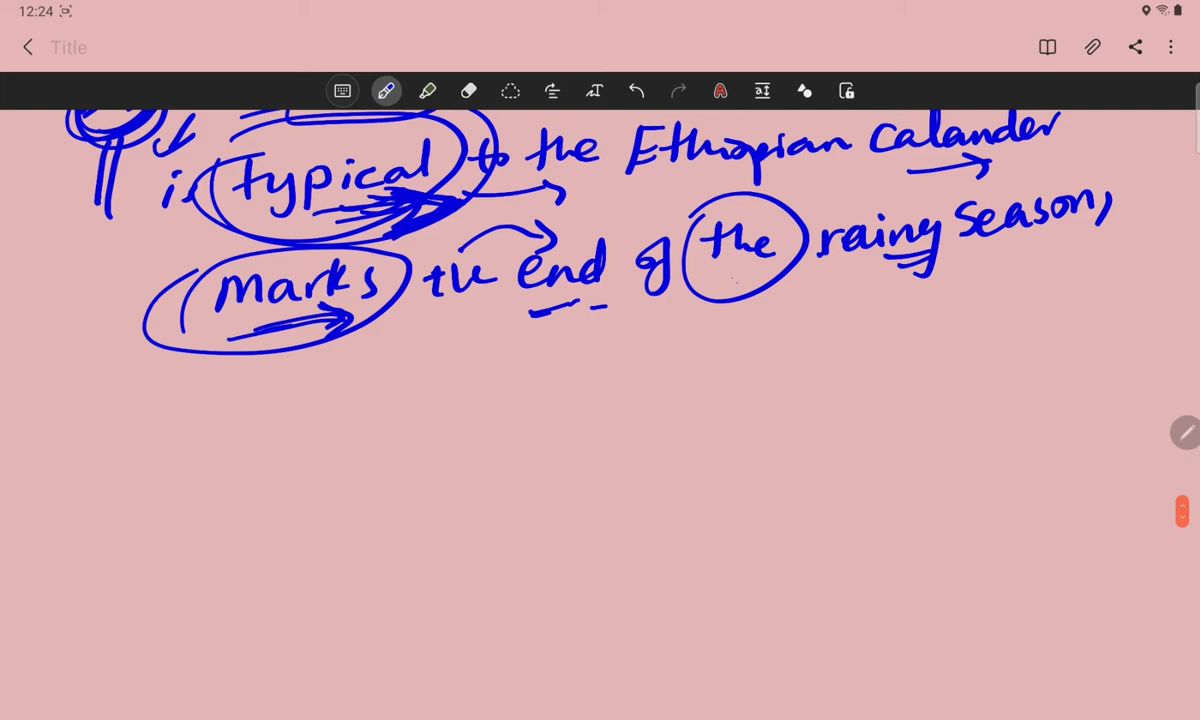 12:24
Title
is typical to the Ethiopian calander
marks the end of the rainy season,